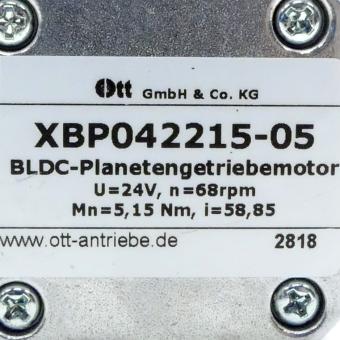 Ott GmbH & Co. KG
XBP042215-05
BLDC-Planetengetriebemotor
U=24V, n=68rpm
Mn=5,15 Nm, i=58,85
www.ott-antriebe.de 2818